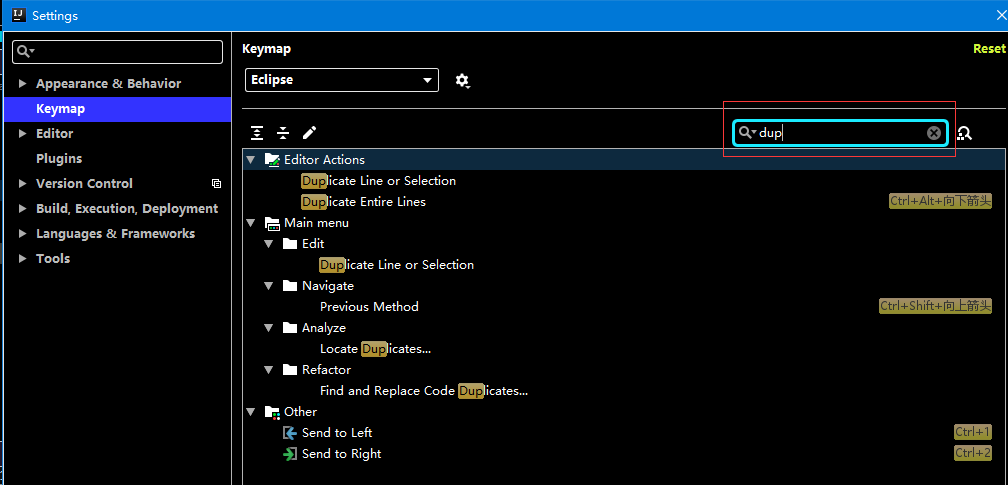 Settings
Keymap
Reset
Appearance & Behavior
Keymap
Editor
Plugins
Version Control
Build, Execution, Deployment
Languages & Frameworks
Tools
Eclipse
dup
Editor Actions
Duplicate Line or Selection
Duplicate Entire Lines Ctrl+Alt+向下箭头
Main menu
Edit
Duplicate Line or Selection
Navigate
Previous Method Ctrl+Shift+向上箭头
Analyze
Locate Duplicates...
Refactor
Find and Replace Code Duplicates...
Other
Send to Left Ctrl+1
Send to Right Ctrl+2